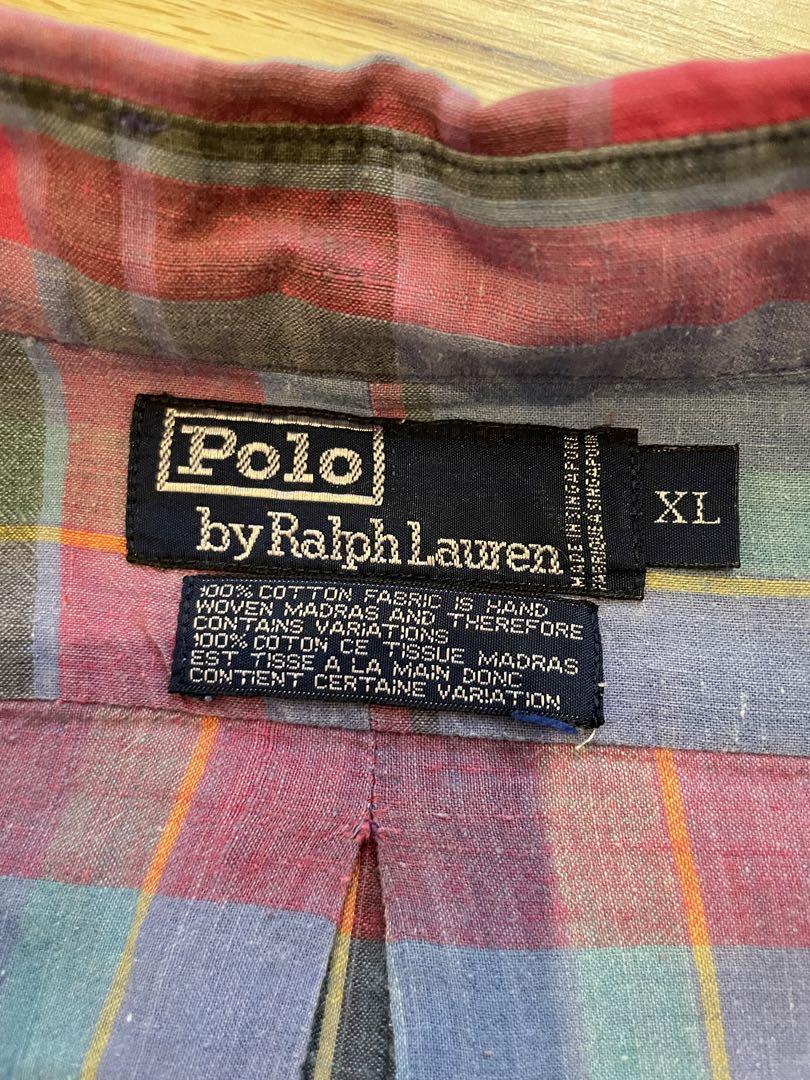 Polo
by Ralph Lauren
MADE IN SINGAPORE
FABRIQUE A SINGAPOUR
XL
100% COTTON FABRIC IS HAND
WOVEN MADRAS AND THEREFORE
CONTAINS VARIATIONS
100% COTON CE TISSUE MADRAS
EST TISSE A LA MAIN DONC
CONTIENT CERTAINE VARIATION